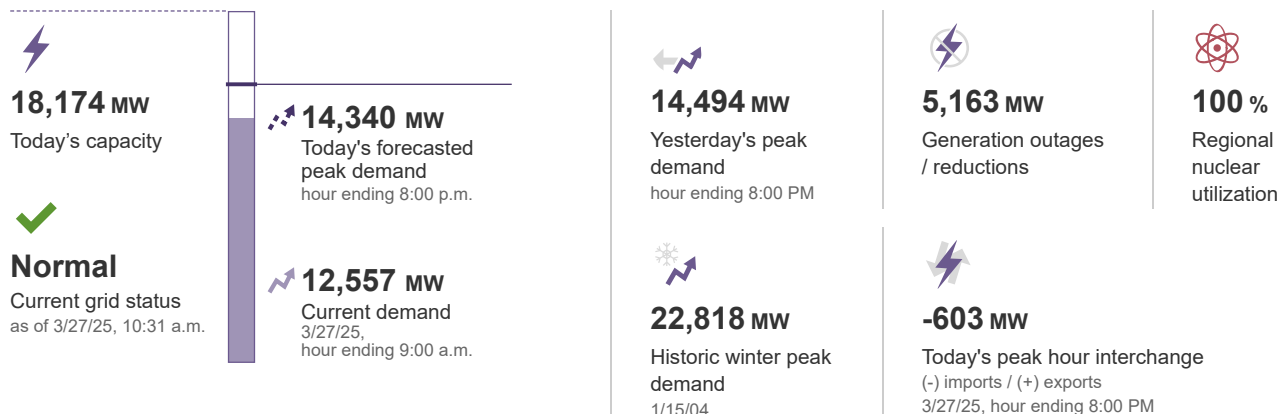 18,174 MW
Today’s capacity
Normal
Current grid status
as of 3/27/25, 10:31 a.m.
14,340 MW
Today's forecasted
peak demand
hour ending 8:00 p.m.
12,557 MW
Current demand
3/27/25,
hour ending 9:00 a.m.
14,494 MW
Yesterday's peak
demand
hour ending 8:00 PM
5,163 MW
Generation outages
/ reductions
100 %
Regional
nuclear
utilization
22,818 MW
Historic winter peak
demand
1/15/04
-603 MW
Today's peak hour interchange
(-) imports / (+) exports
3/27/25, hour ending 8:00 PM